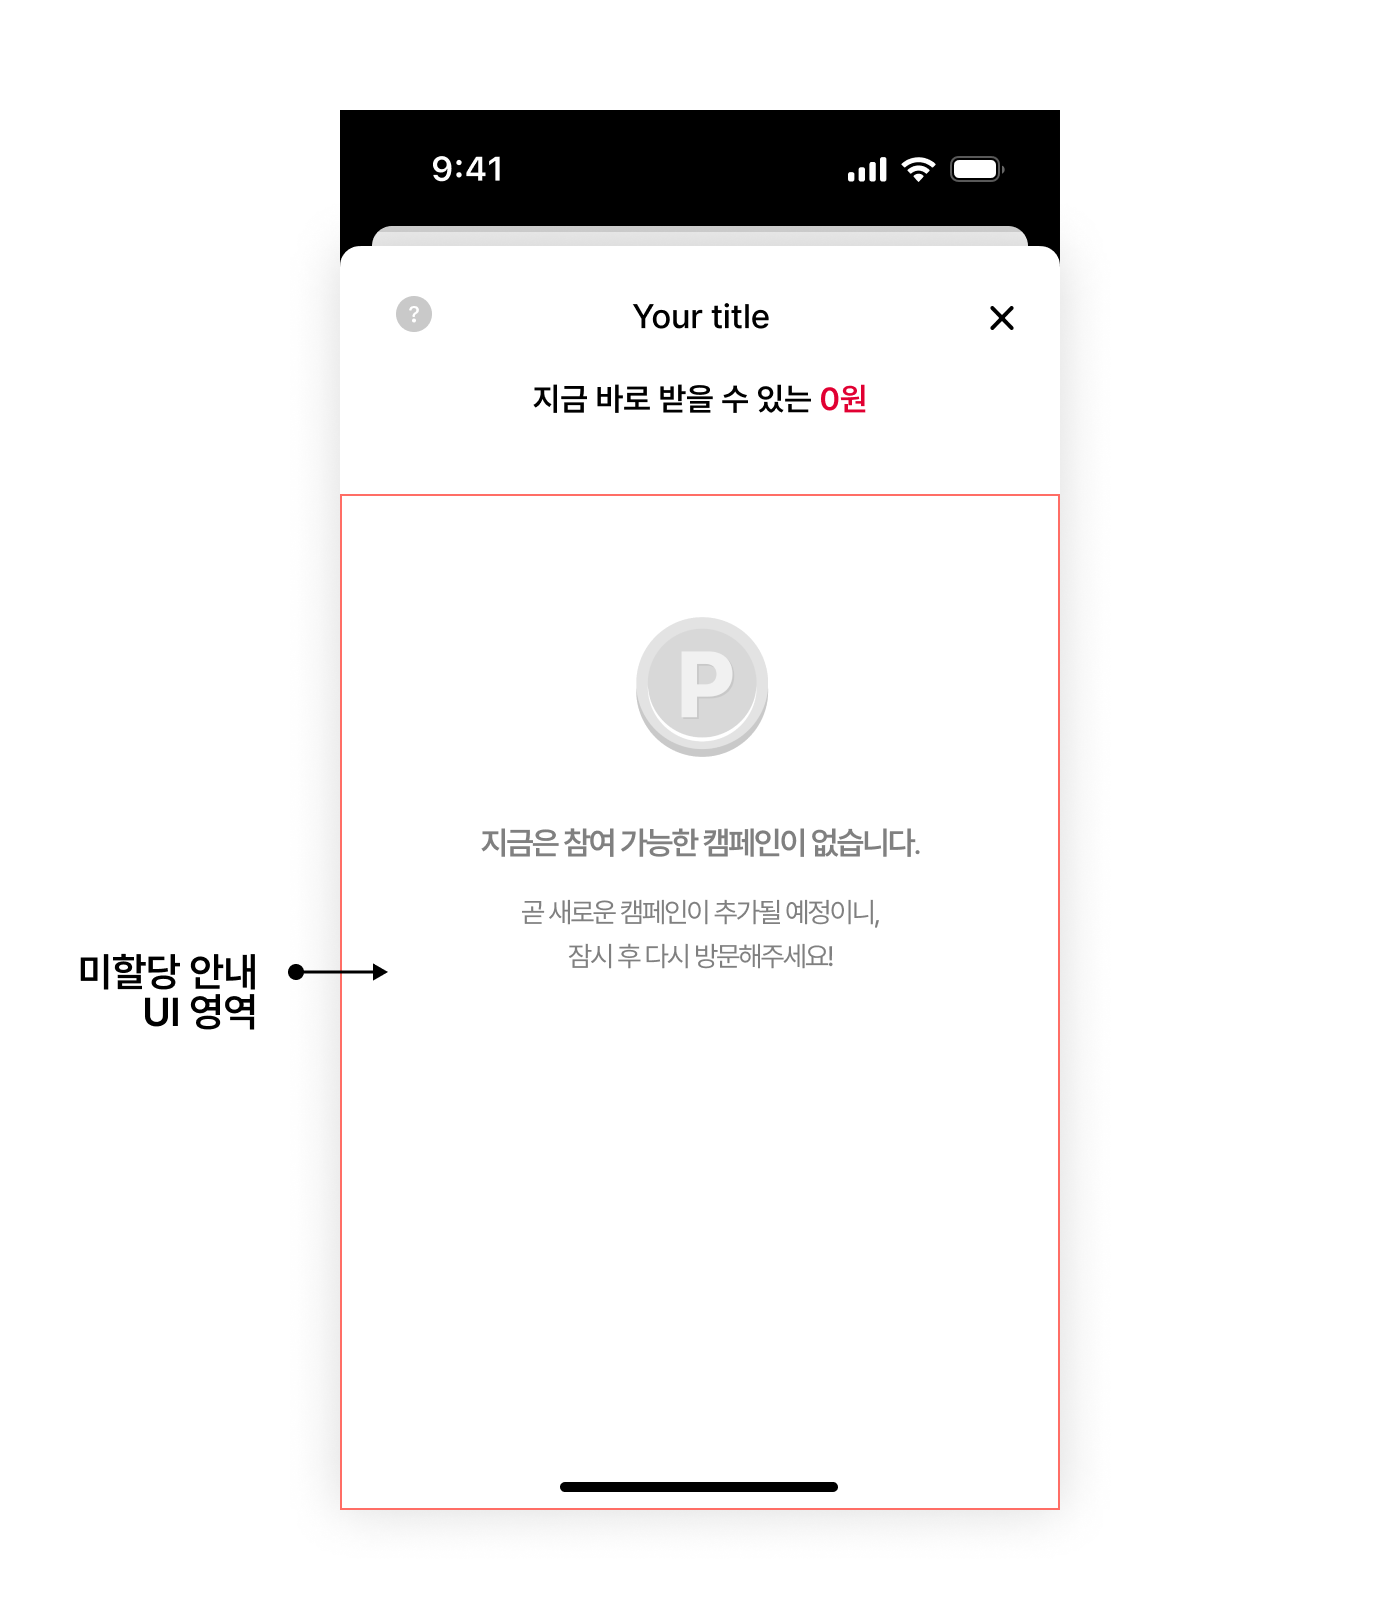 9:41
?
Your title
지금 바로 받을 수 있는 0원
P
지금은 참여 가능한 캠페인이 없습니다.
곧 새로운 캠페인이 추가될 예정이니,
잠시 후 다시 방문해주세요!
미할당 안내
UI 영역